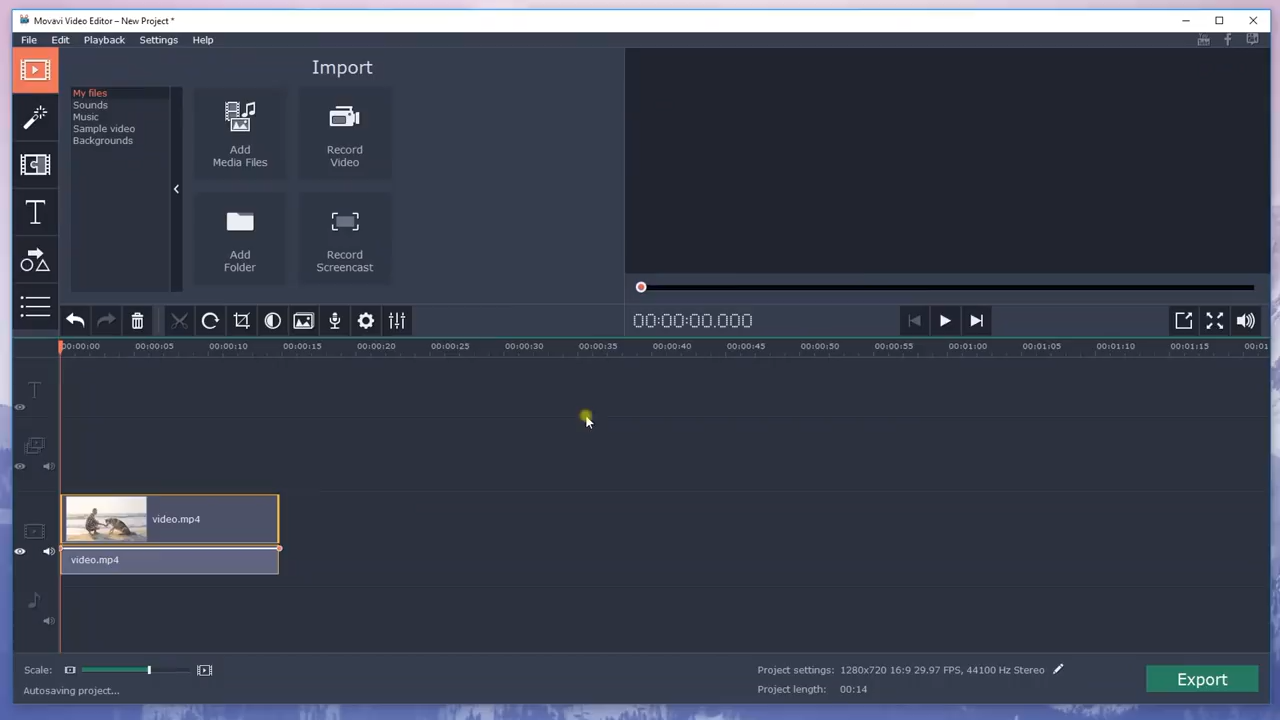 Movavi Video Editor – New Project *
File Edit Playback Settings Help
Import
My files
Sounds
Music
Sample video
Backgrounds
Add
Media Files
Record
Video
Add
Folder
Record
Screencast
00:00:00.000
00:00:00 00:00:05 00:00:10 00:00:15 00:00:20 00:00:25 00:00:30 00:00:35 00:00:40 00:00:45 00:00:50 00:00:55 00:01:00 00:01:05 00:01:10 00:01:15 00:01:
T
video.mp4
video.mp4
Scale:
Project settings: 1280x720 16:9 29.97 FPS, 44100 Hz Stereo
Export
Autosaving project...
Project length: 00:14